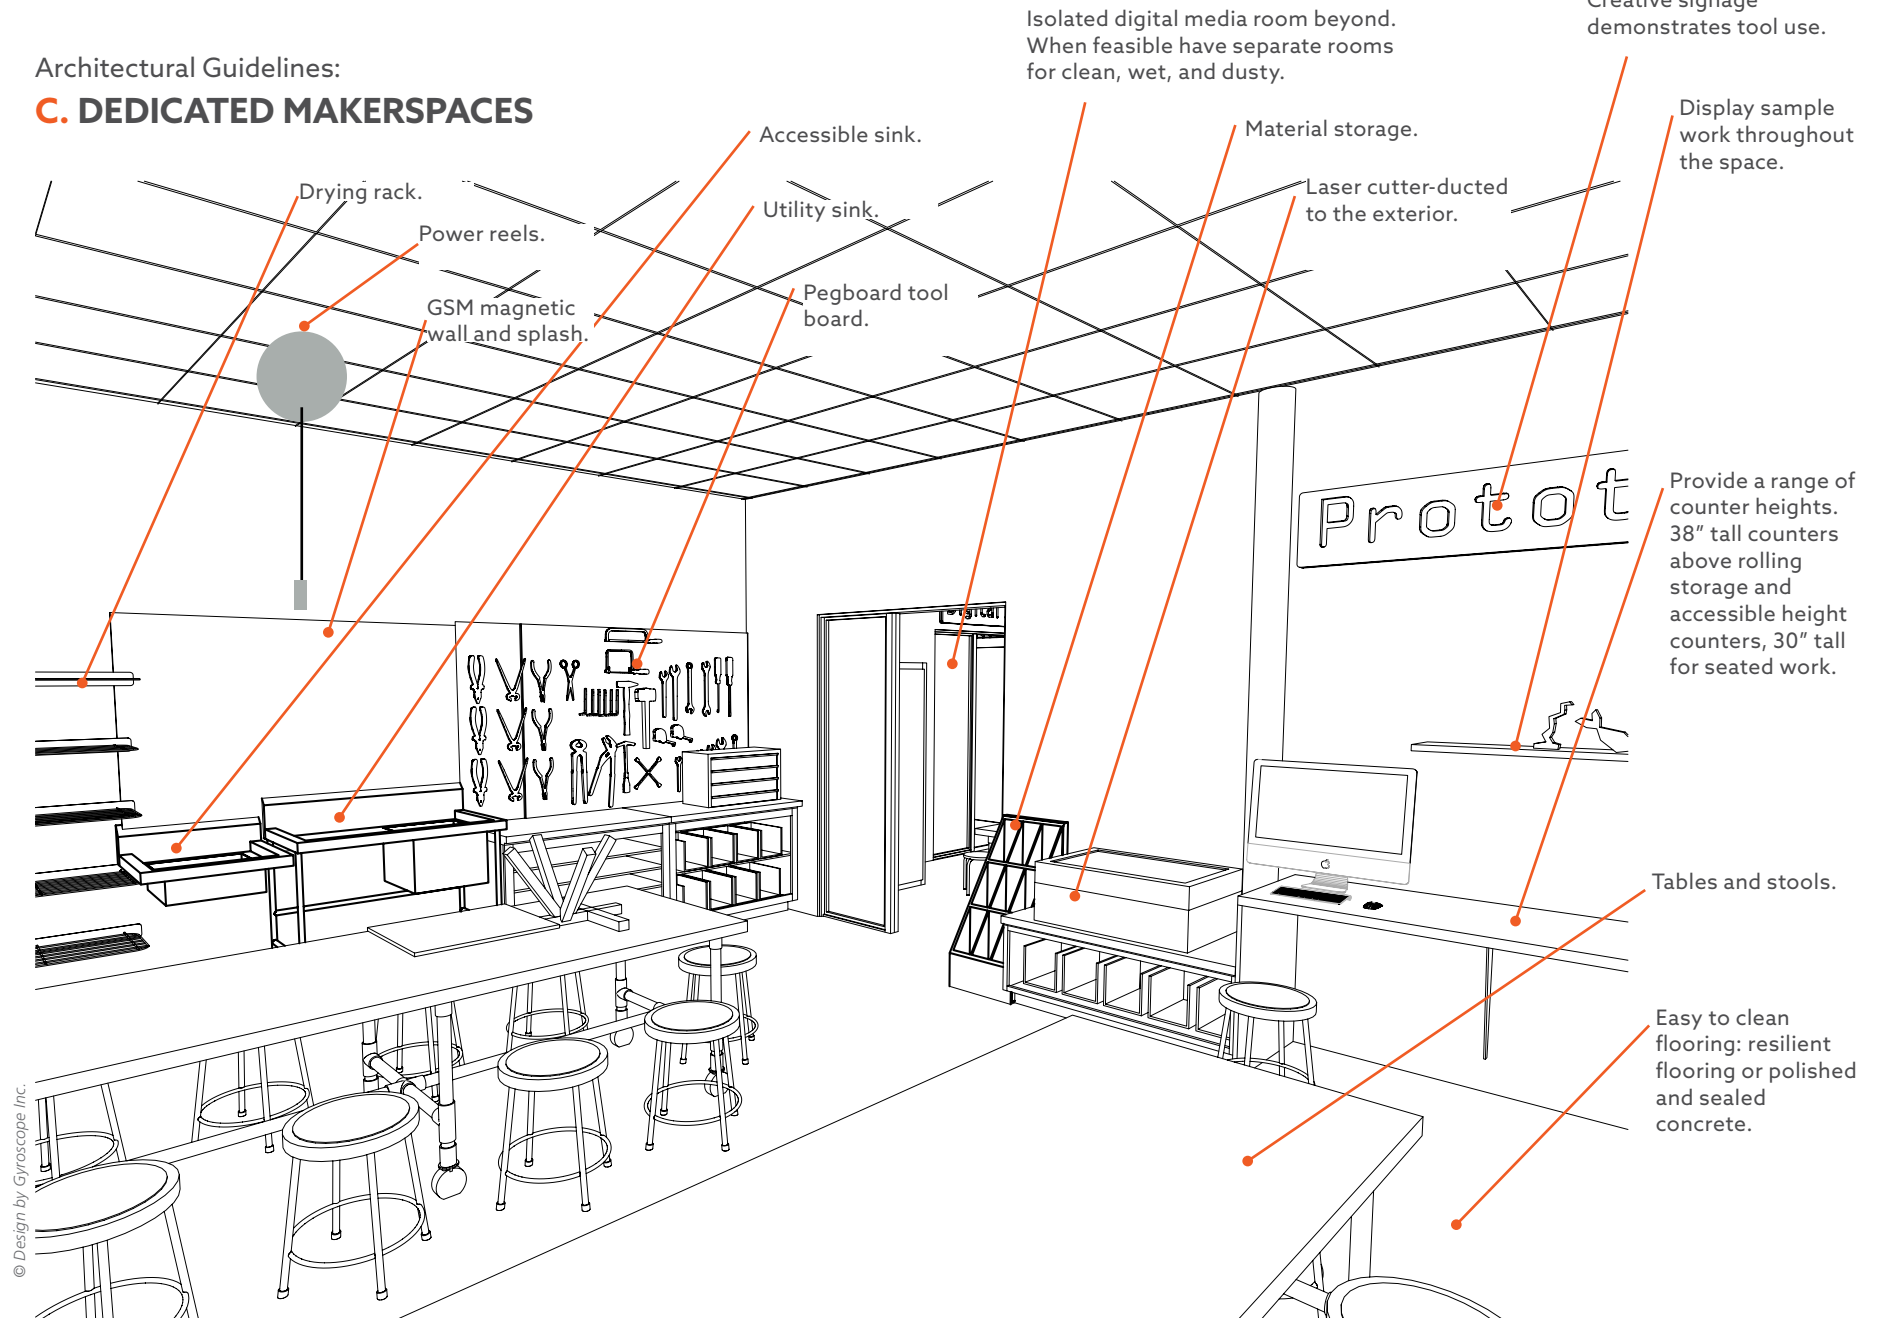 Creative signage
demonstrates tool use.
Isolated digital media room beyond.
When feasible have separate rooms
for clean, wet, and dusty.
Architectural Guidelines:
C. DEDICATED MAKERSPACES
Display sample
work throughout
the space.
Accessible sink.
Material storage.
Drying rack.
Laser cutter-ducted
to the exterior.
Utility sink.
Power reels.
GSM magnetic
wall and splash.
Pegboard tool
board.
Provide a range of
counter heights.
38” tall counters
above rolling
storage and
accessible height
counters, 30” tall
for seated work.
Protot
Digital
Tables and stools.
Easy to clean
flooring: resilient
flooring or polished
and sealed
concrete.
© Design by Gyroscope Inc.